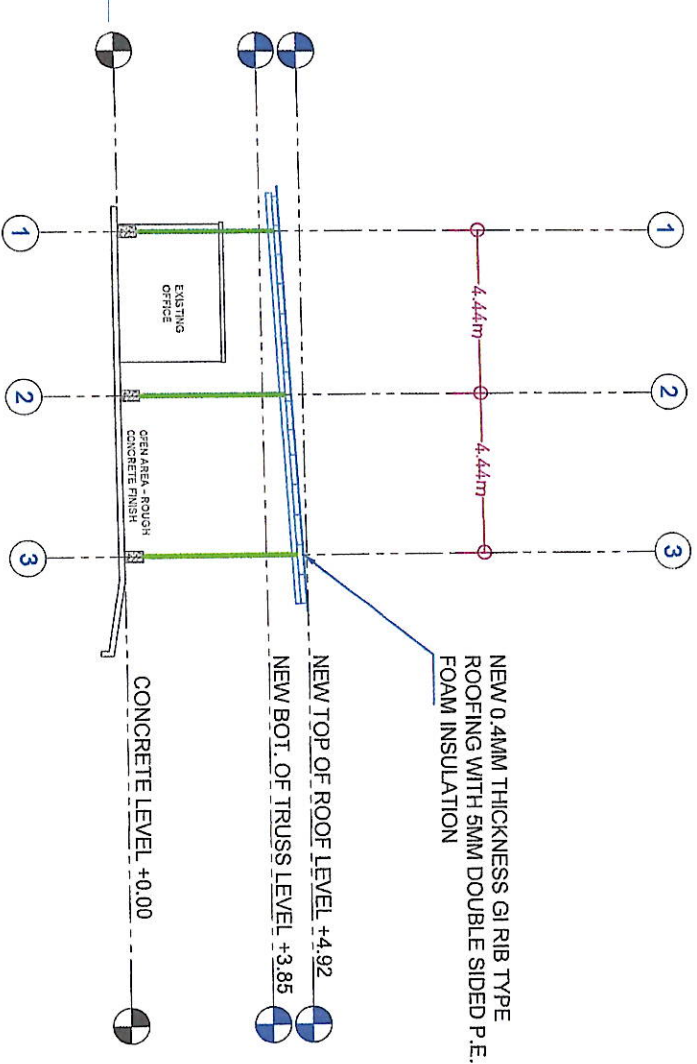 1
2
3
4.44m
4.44m
NEW 0.4MM THICKNESS GI RIB TYPE
ROOFING WITH 5MM DOUBLE SIDED P.E.
FOAM INSULATION
NEW TOP OF ROOF LEVEL +4.92
NEW BOT. OF TRUSS LEVEL +3.85
EXISTING
OFFICE
OPEN AREA - ROUGH
CONCRETE FINISH
CONCRETE LEVEL +0.00
1
2
3